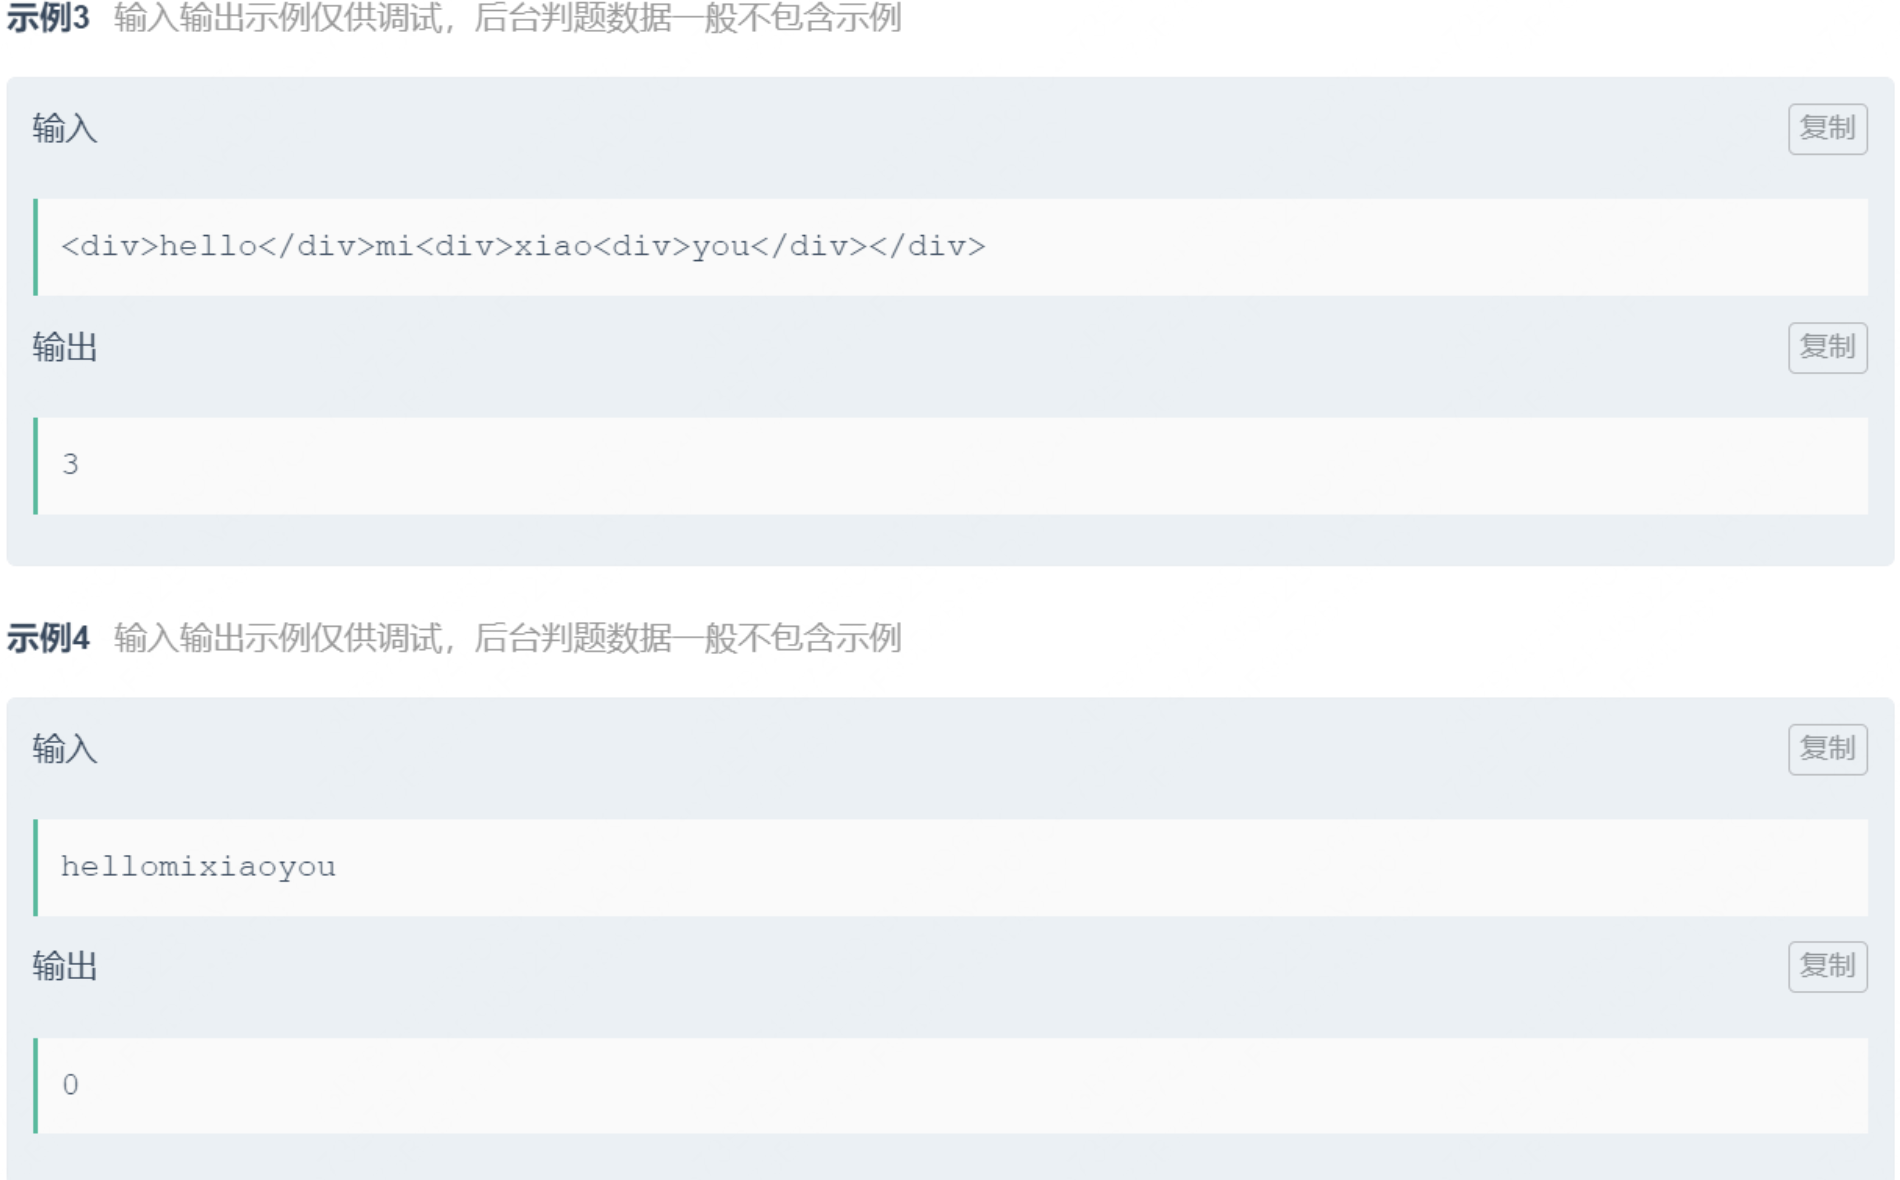 示例3 输入输出示例仅供调试，后台判题数据一般不包含示例
输入
复制
<div>hello</div>mi<div>xiao<div>you</div></div>
输出
复制
3
示例4 输入输出示例仅供调试，后台判题数据一般不包含示例
输入
复制
hellomixiaoyou
输出
复制
0